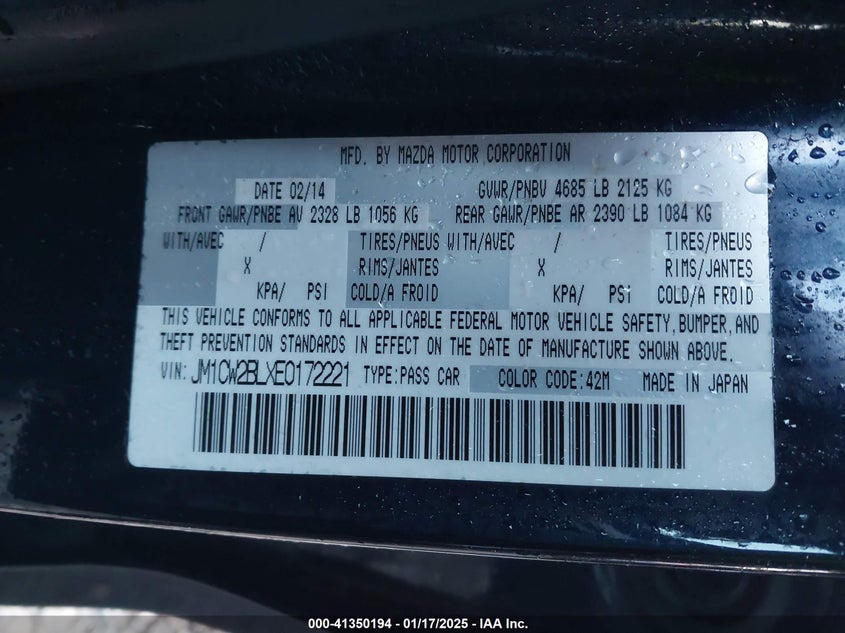 MFD. BY MAZDA MOTOR CORPORATION
DATE 02/14 GVWR/PNBV 4685 LB 2125 KG
FRONT GAWR/PNBE AV 2328 LB 1056 KG REAR GAWR/PNBE AR 2390 LB 1084 KG
WITH/AVEC / TIRES/PNEUS WITH/AVEC / TIRES/PNEUS
X RIMS/JANTES X RIMS/JANTES
KPA/ PSI COLD/A FROID KPA/ PSI COLD/A FROID
THIS VEHICLE CONFORMS TO ALL APPLICABLE FEDERAL MOTOR VEHICLE SAFETY, BUMPER, AND
THEFT PREVENTION STANDARDS IN EFFECT ON THE DATE OF MANUFACTURE SHOWN ABOVE.
VIN: JM1CW2BLXE0172221 TYPE: PASS CAR COLOR CODE: 42M MADE IN JAPAN
000-41350194 - 01/17/2025 - IAA Inc.